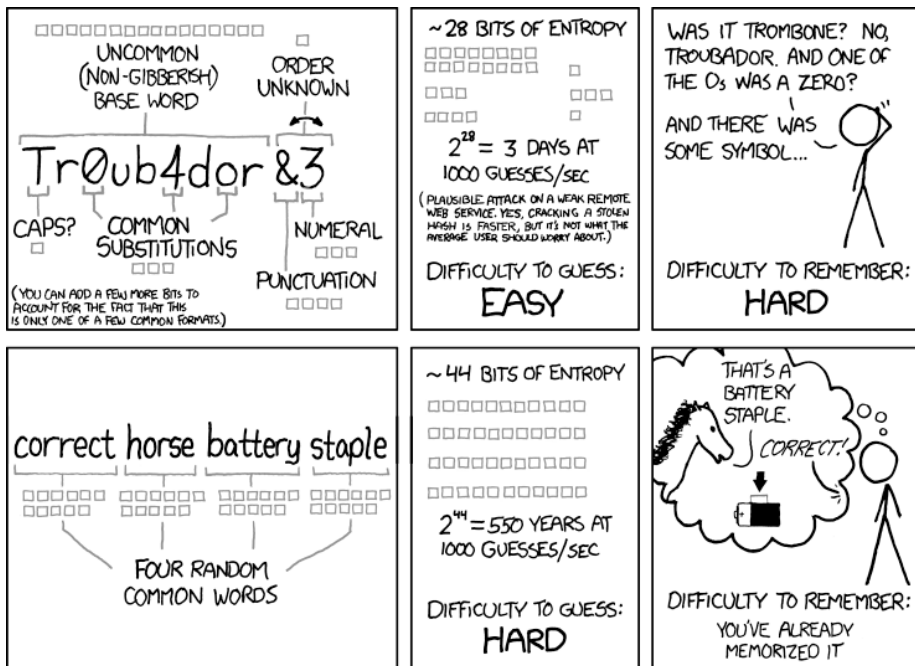 UNCOMMON
(NON-GIBBERISH)
BASE WORD
ORDER
UNKNOWN
Tr0ub4dor &3
CAPS?
COMMON
SUBSTITUTIONS
NUMERAL
PUNCTUATION
(YOU CAN ADD A FEW MORE BITS TO
ACCOUNT FOR THE FACT THAT THIS
IS ONLY ONE OF A FEW COMMON FORMATS.)
~28 BITS OF ENTROPY
2^28 = 3 DAYS AT
1000 GUESSES/SEC
(PLAUSIBLE ATTACK ON A WEAK REMOTE
WEB SERVICE. YES, CRACKING A STOLEN
HASH IS FASTER, BUT IT'S NOT WHAT THE
AVERAGE USER SHOULD WORRY ABOUT.)
DIFFICULTY TO GUESS:
EASY
WAS IT TROMBONE? NO,
TROUBADOR. AND ONE OF
THE Os WAS A ZERO?
AND THERE WAS
SOME SYMBOL...
DIFFICULTY TO REMEMBER:
HARD
correct horse battery staple
FOUR RANDOM
COMMON WORDS
~44 BITS OF ENTROPY
2^44 = 550 YEARS AT
1000 GUESSES/SEC
DIFFICULTY TO GUESS:
HARD
THAT'S A
BATTERY
STAPLE.
CORRECT!
DIFFICULTY TO REMEMBER:
YOU'VE ALREADY
MEMORIZED IT